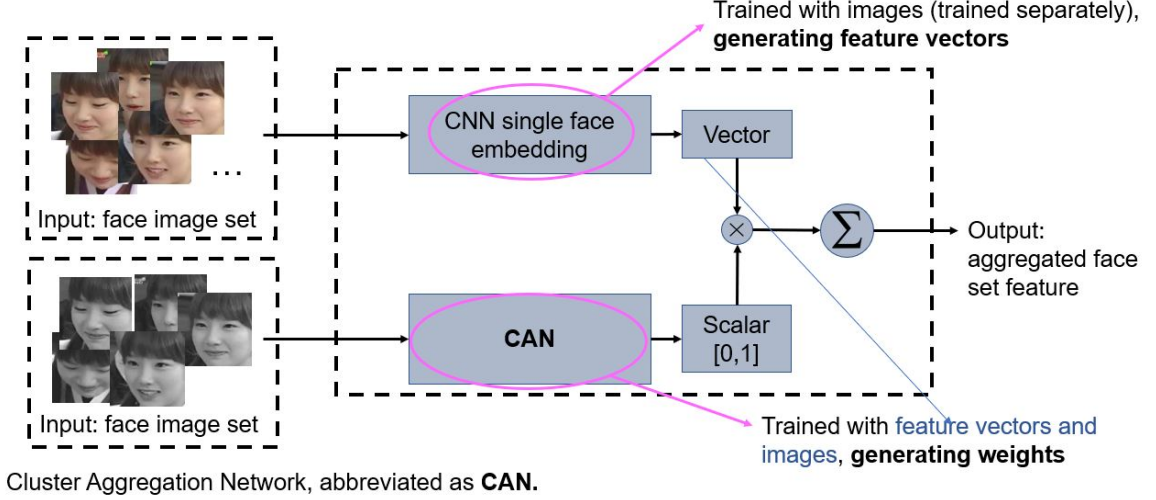 Trained with images (trained separately),
generating feature vectors
CNN single face
embedding
Vector
...
Input: face image set
×
Σ
Output:
aggregated face
set feature
CAN
Scalar
[0,1]
Input: face image set
Trained with feature vectors and
images, generating weights
Cluster Aggregation Network, abbreviated as CAN.